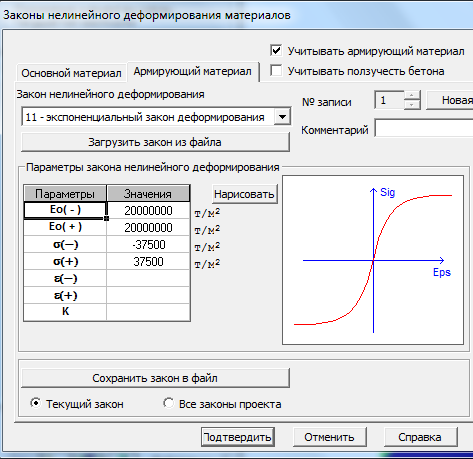 Законы нелинейного деформирования материалов
Учитывать армирующий материал
Основной материал Армирующий материал Учитывать ползучесть бетона
Закон нелинейного деформирования
№ записи 1 Новая
11 - экспоненциальный закон деформирования
Загрузить закон из файла
Комментарий
Параметры закона нелинейного деформирования
Параметры Значения Нарисовать
Eo( - ) 20000000 т/м²
Eo( + ) 20000000 т/м²
σ(—) -37500 т/м²
σ(+) 37500 т/м²
ε(—)
ε(+)
К
Sig
Eps
Сохранить закон в файл
Текущий закон Все законы проекта
Подтвердить Отменить Справка